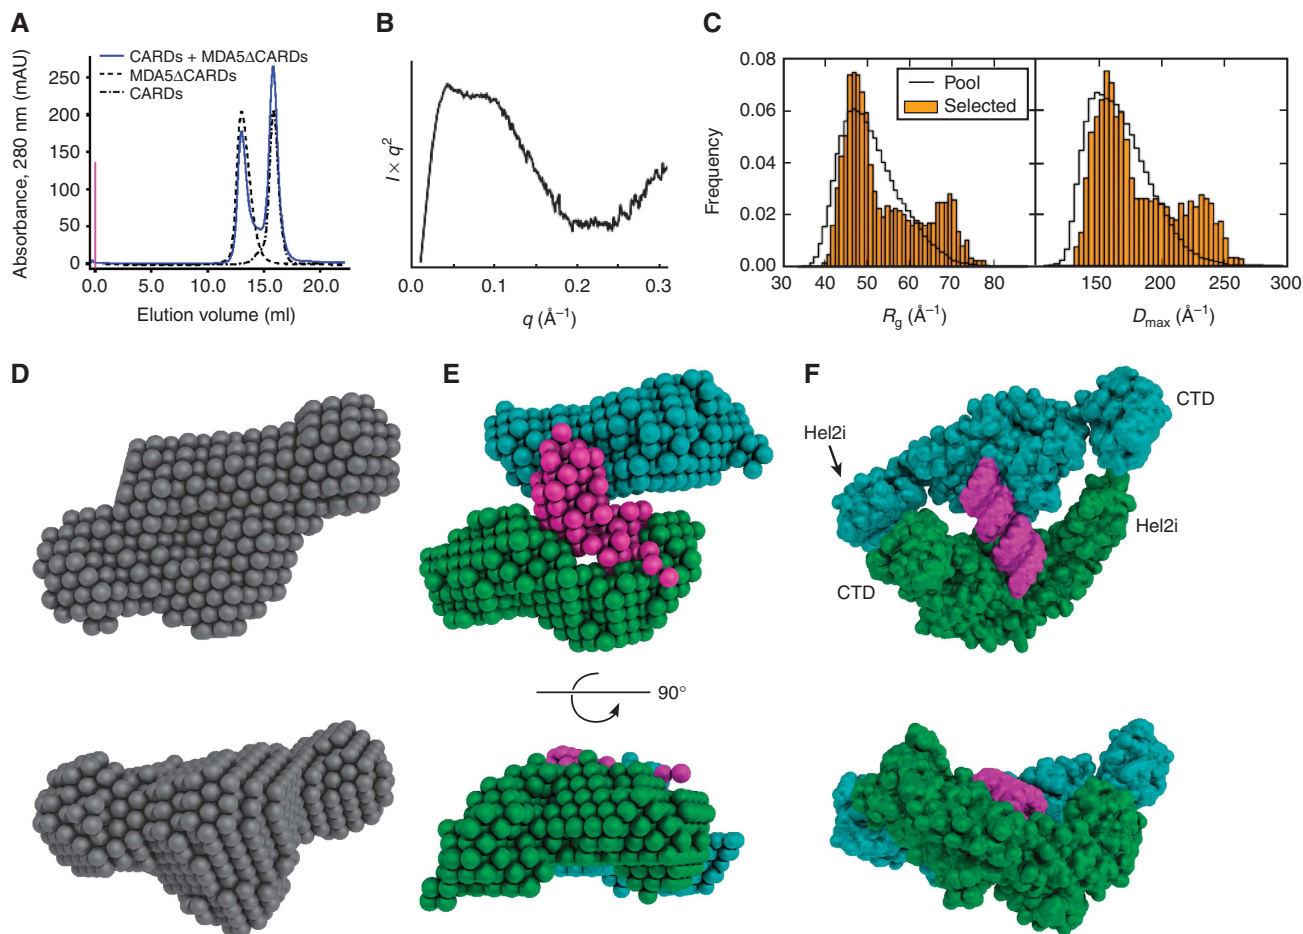 A
CARDs + MDA5ΔCARDs
MDA5ΔCARDs
CARDs
Absorbance, 280 nm (mAU)
250
200
150
100
50
0
0.0 5.0 10.0 15.0 20.0
Elution volume (ml)
B
I × q²
0 0.1 0.2 0.3
q (Å⁻¹)
C
Pool
Selected
Frequency
0.08
0.06
0.04
0.02
0.00
30 40 50 60 70 80
150 200 250 300
Rg (Å⁻¹)
Dmax (Å⁻¹)
D
E
F
CTD
Hel2i
Hel2i
CTD
90°